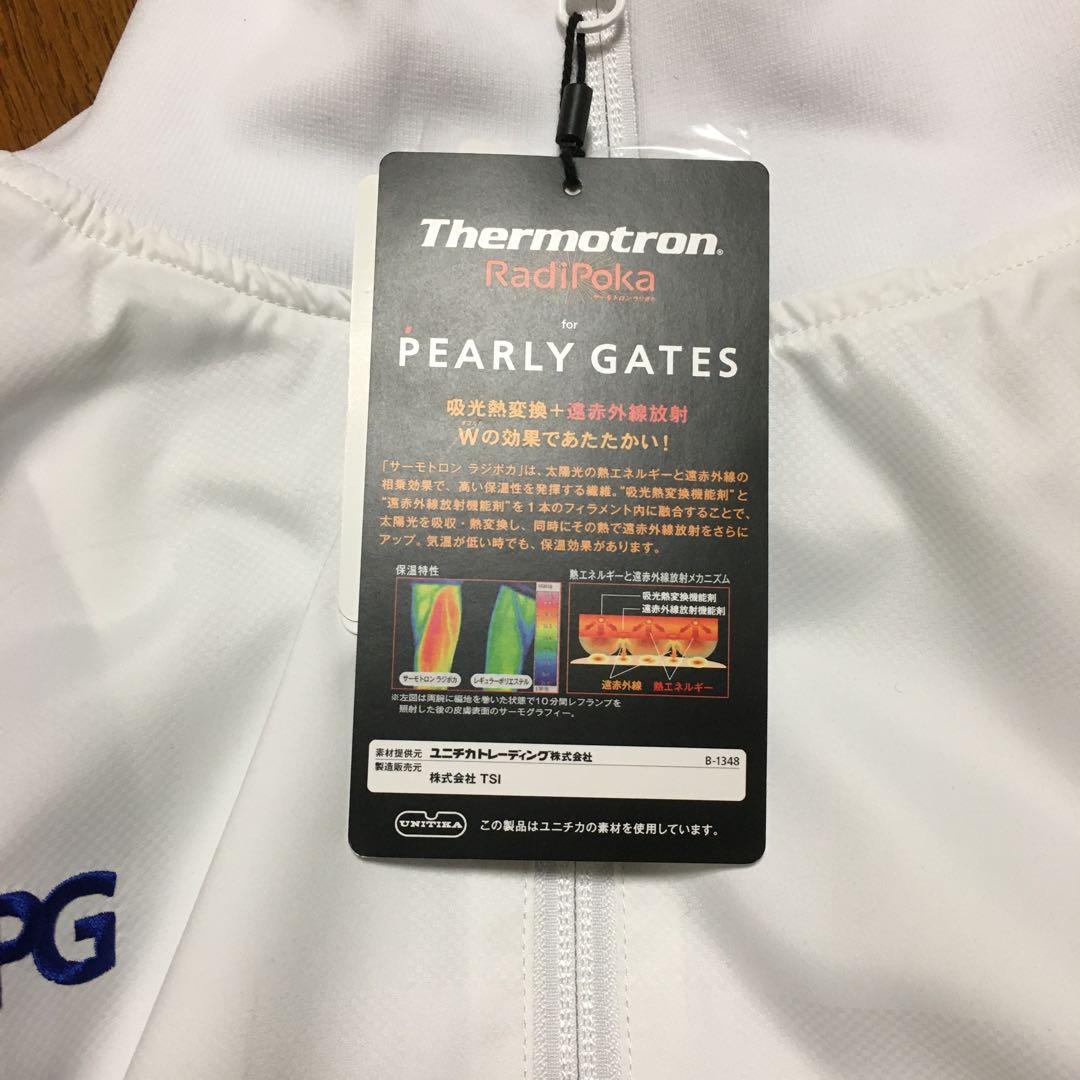 Thermotron®
RadiPoka
サーモトロン ラジポカ
for
PEARLY GATES
吸光熱変換+遠赤外線放射
ダブル
Wの効果であたたかい!
「サーモトロン ラジポカ」は、太陽光の熱エネルギーと遠赤外線の
相乗効果で、高い保温性を発揮する繊維。“吸光熱変換機能剤”と
“遠赤外線放射機能剤”を1本のフィラメント内に融合することで、
太陽光を吸収・熱変換し、同時にその熱で遠赤外線放射をさらに
アップ。気温が低い時でも、保温効果があります。
保温特性
サーモトロン ラジポカ
レギュラーポリエステル
熱エネルギーと遠赤外線放射メカニズム
吸光熱変換機能剤
遠赤外線放射機能剤
遠赤外線
熱エネルギー
※左図は両腕に編地を巻いた状態で10分間レフランプを
照射した後の皮膚表面のサーモグラフィー。
素材提供元 ユニチカトレーディング株式会社 B-1348
製造販売元 株式会社 TSI
UNITIKA この製品はユニチカの素材を使用しています。
PG